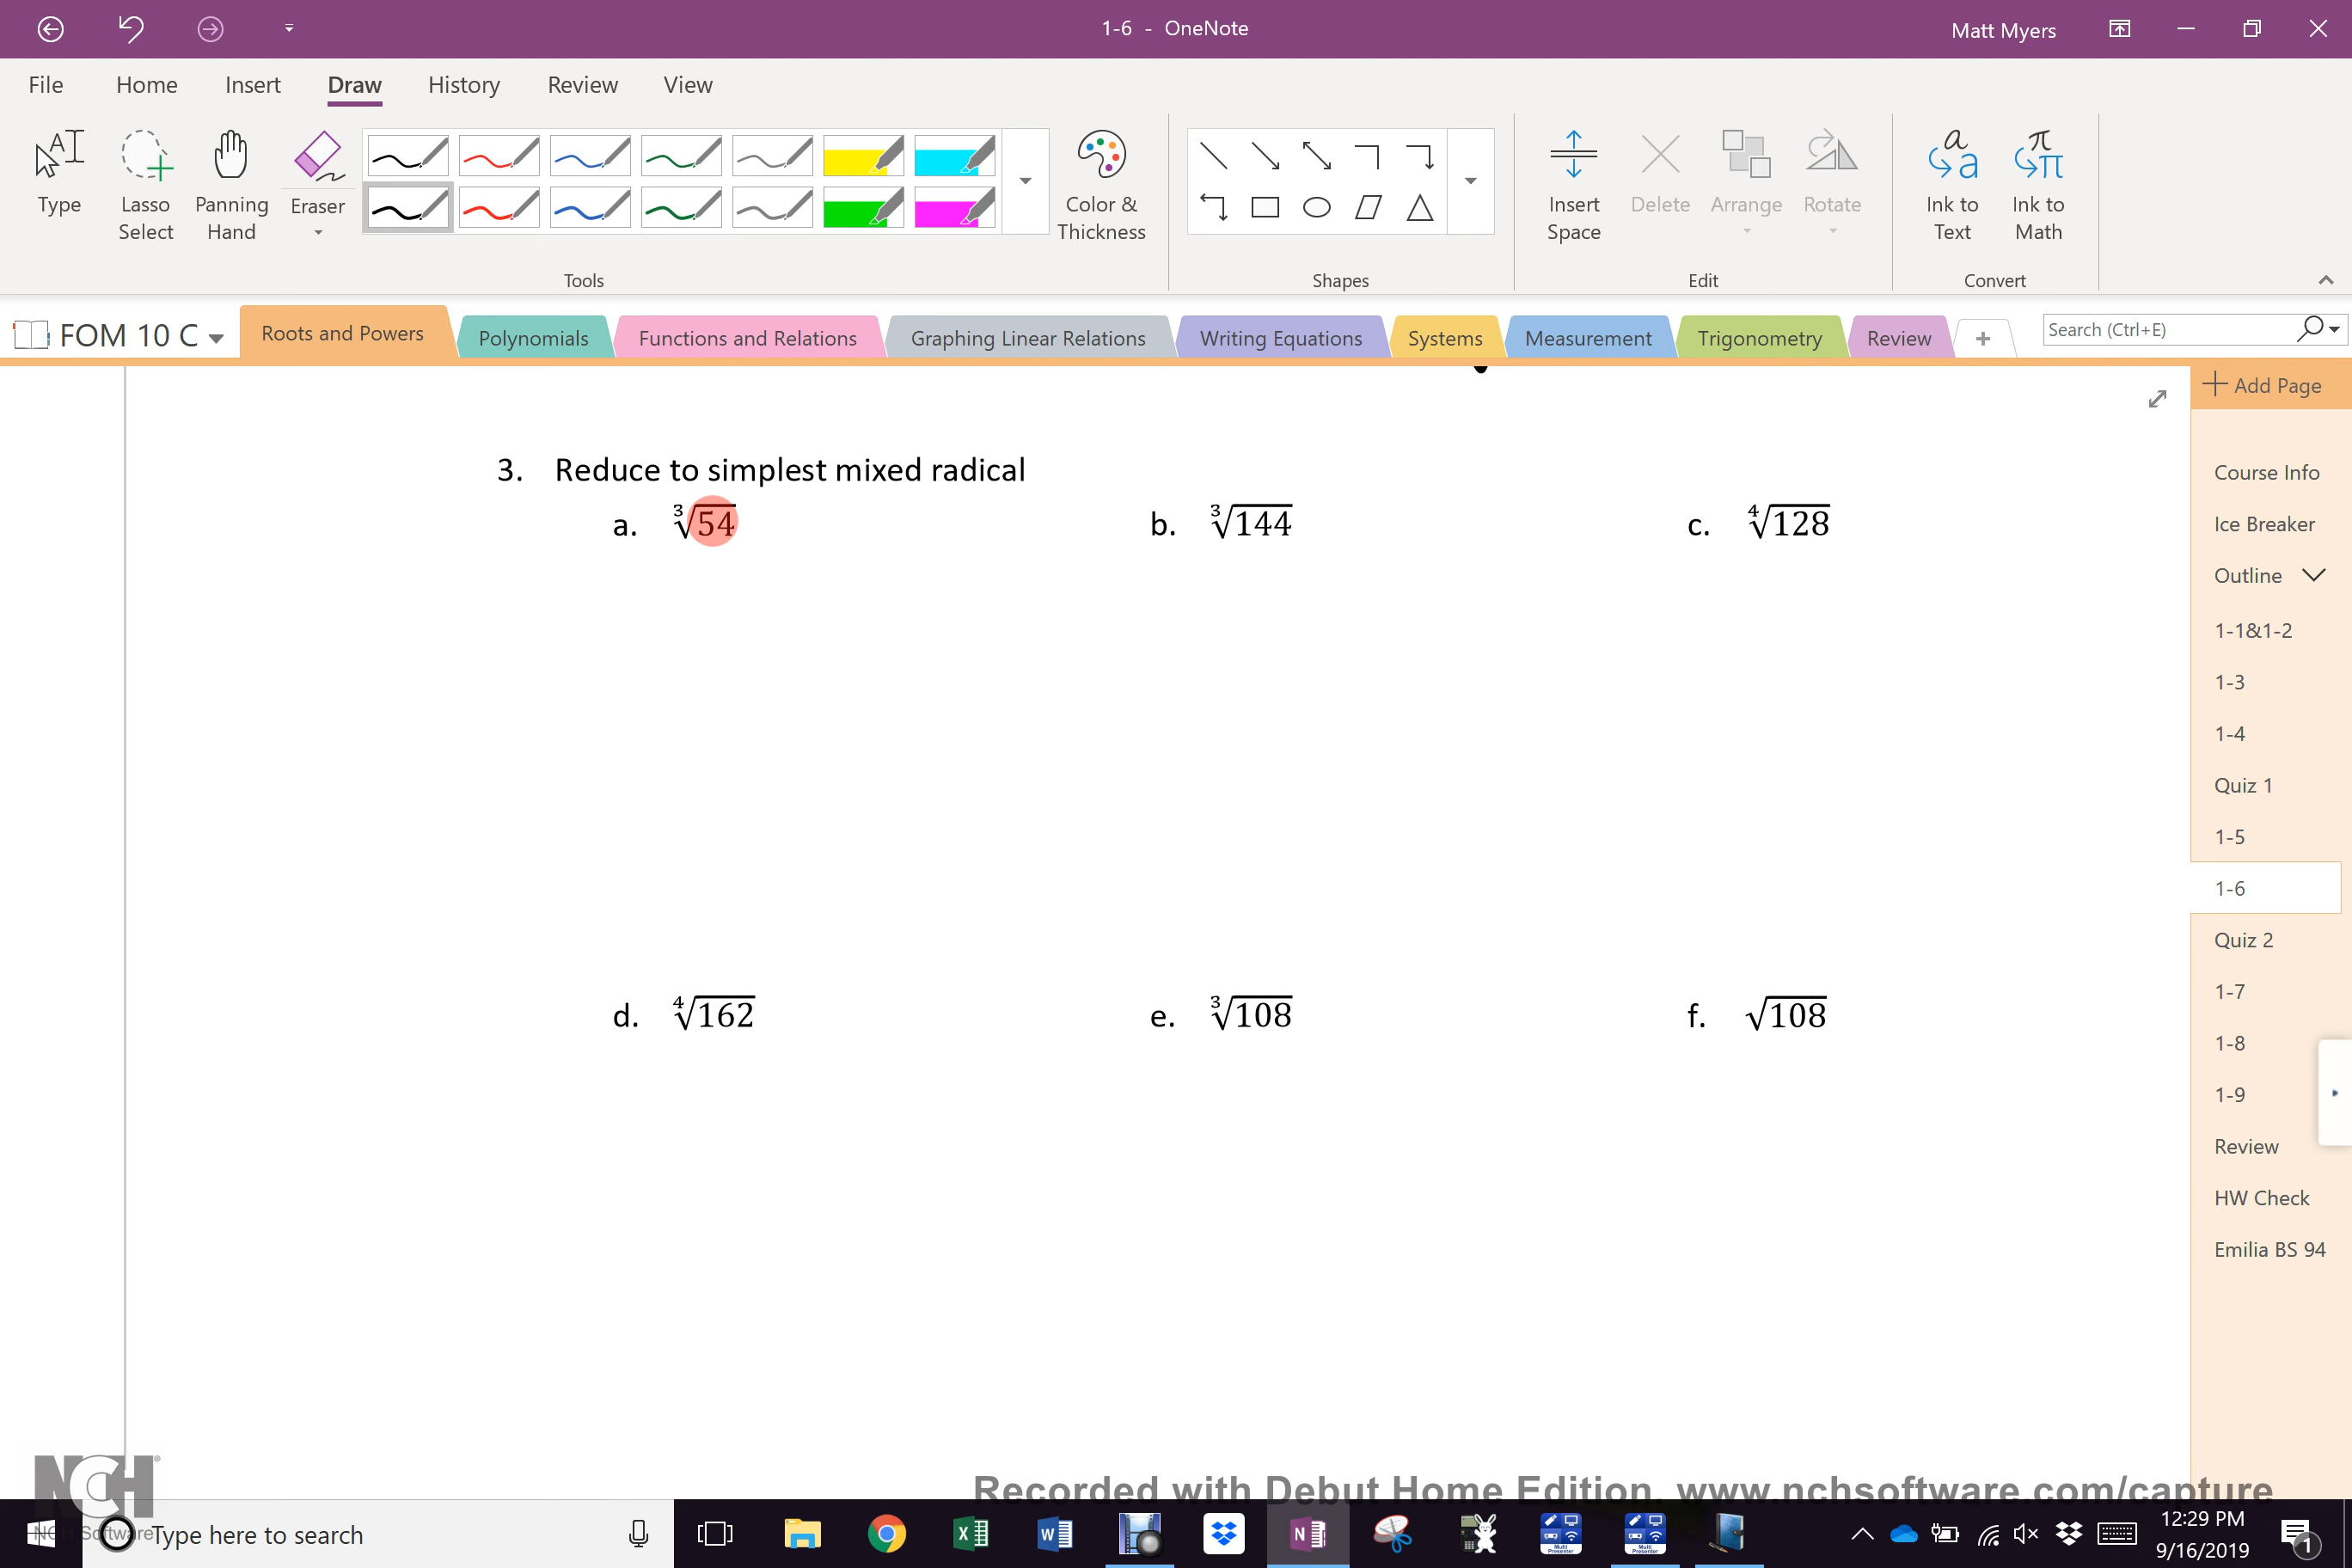 1-6 - OneNote
Matt Myers
File Home Insert Draw History Review View
Type
Lasso Select
Panning Hand
Eraser
Color & Thickness
Insert Space
Delete
Arrange
Rotate
Ink to Text
Ink to Math
Tools
Shapes
Edit
Convert
FOM 10 C
Roots and Powers
Polynomials
Functions and Relations
Graphing Linear Relations
Writing Equations
Systems
Measurement
Trigonometry
Review
Search (Ctrl+E)
Add Page
3. Reduce to simplest mixed radical
a. ∛54 b. ∛144 c. ∜128
d. ∜162 e. ∛108 f. √108
Course Info
Ice Breaker
Outline
1-1&1-2
1-3
1-4
Quiz 1
1-5
1-6
Quiz 2
1-7
1-8
1-9
Review
HW Check
Emilia BS 94
NCH®
NCH Software
Recorded with Debut Home Edition. www.nchsoftware.com/capture
Type here to search
12:29 PM
9/16/2019
1